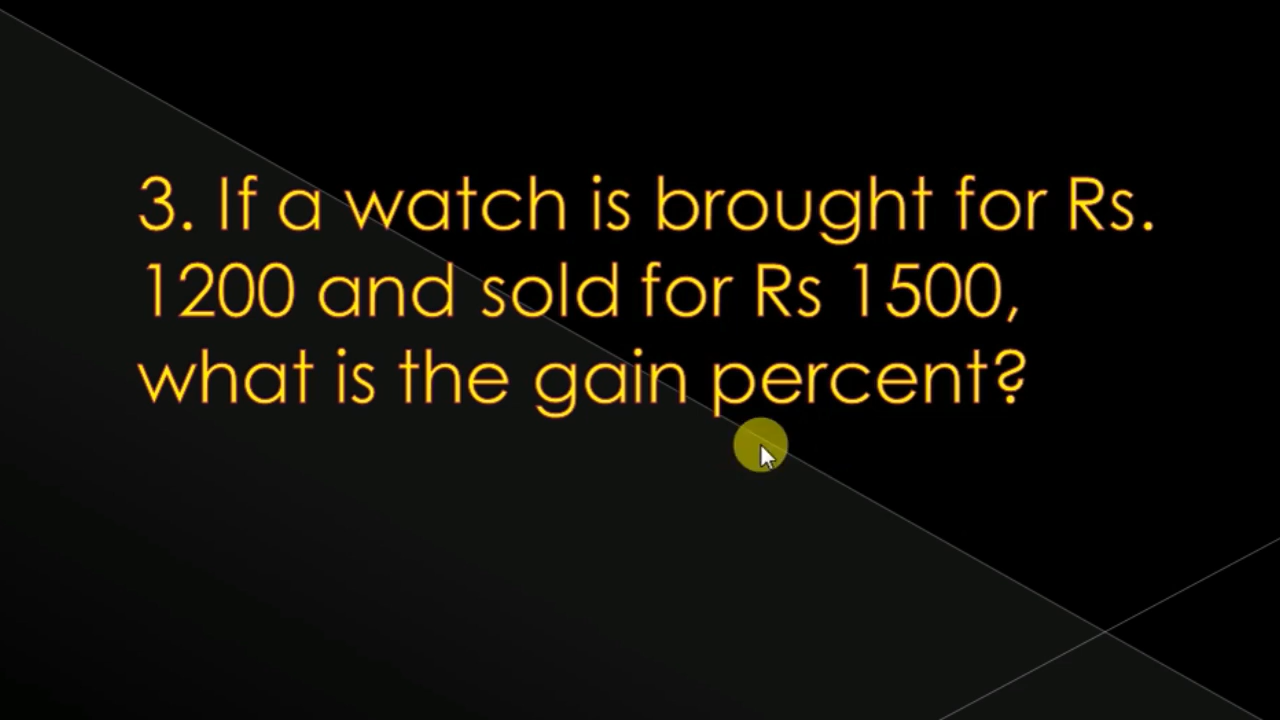 3. If a watch is brought for Rs.
1200 and sold for Rs 1500,
what is the gain percent?